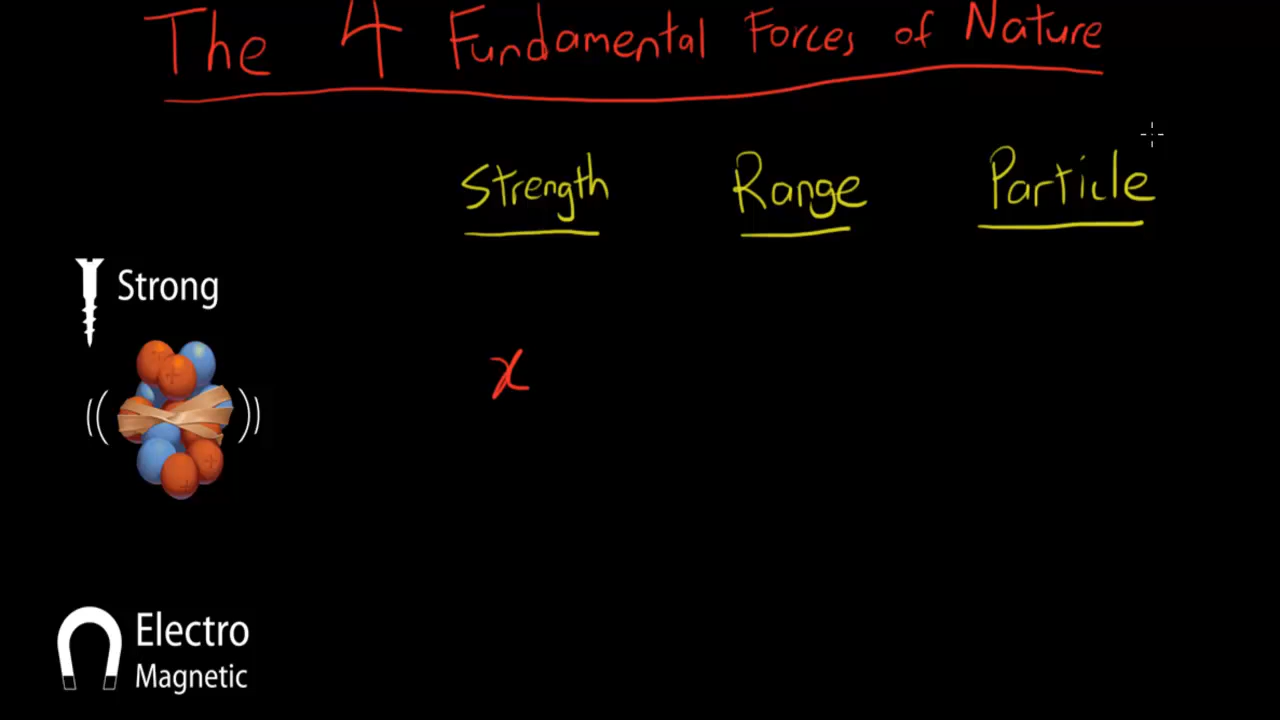 The 4 Fundamental Forces of Nature
Strength Range Particle
Strong
x
Electro
Magnetic